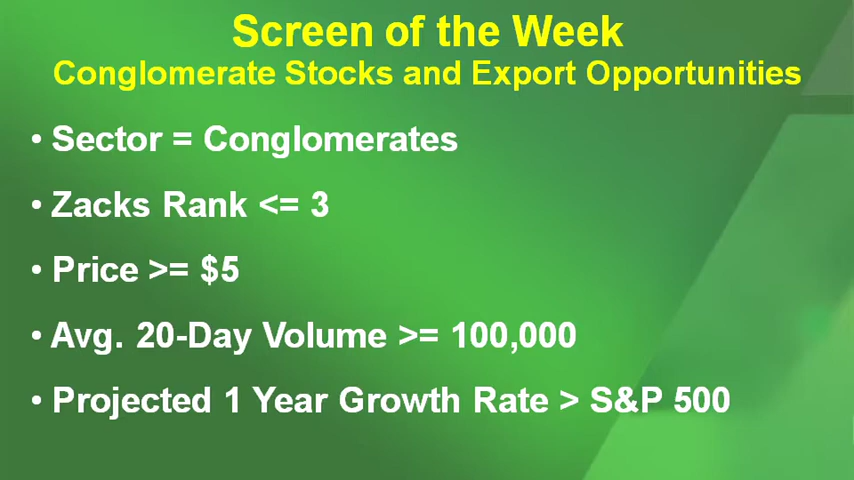 Screen of the Week
Conglomerate Stocks and Export Opportunities
• Sector = Conglomerates
• Zacks Rank <= 3
• Price >= $5
• Avg. 20-Day Volume >= 100,000
• Projected 1 Year Growth Rate > S&P 500